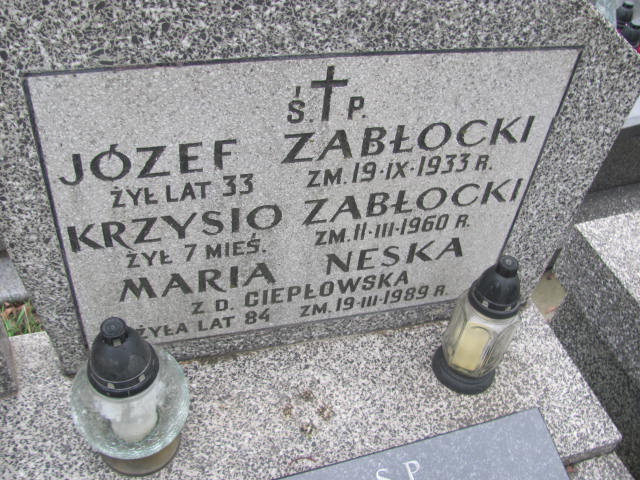 Ś. P.
JÓZEF ZABŁOCKI
ŻYŁ LAT 33 ZM. 19·IX·1933 R.
KRZYSIO ZABŁOCKI
ŻYŁ 7 MIEŚ. ZM. 11·III·1960 R.
MARIA NESKA
Z D. CIEPŁOWSKA
ŻYŁA LAT 84 ZM. 19·III·1989 R.
Ś P